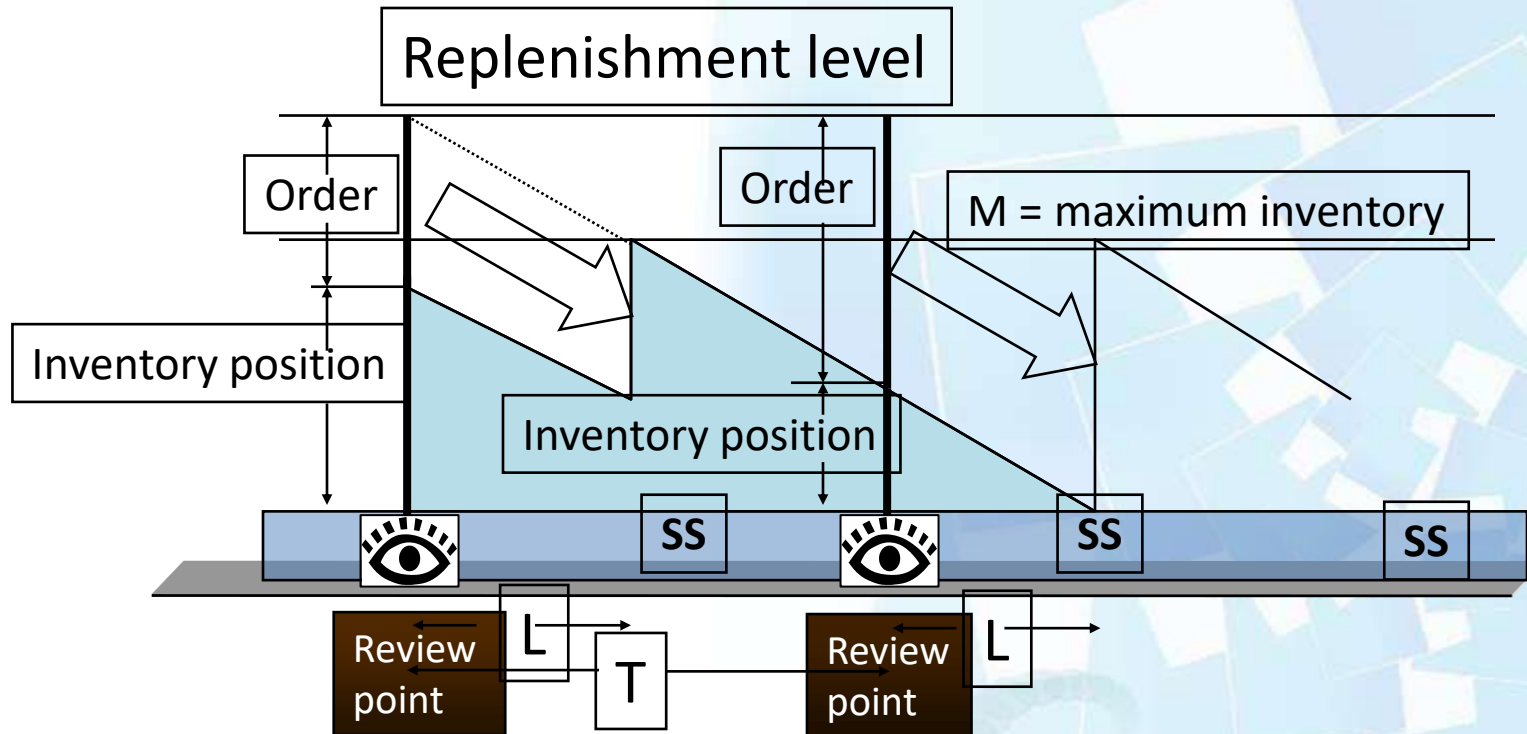 Replenishment level
Order
Order
M = maximum inventory
Inventory position
Inventory position
SS
SS
SS
L
L
Review
point
T
Review
point